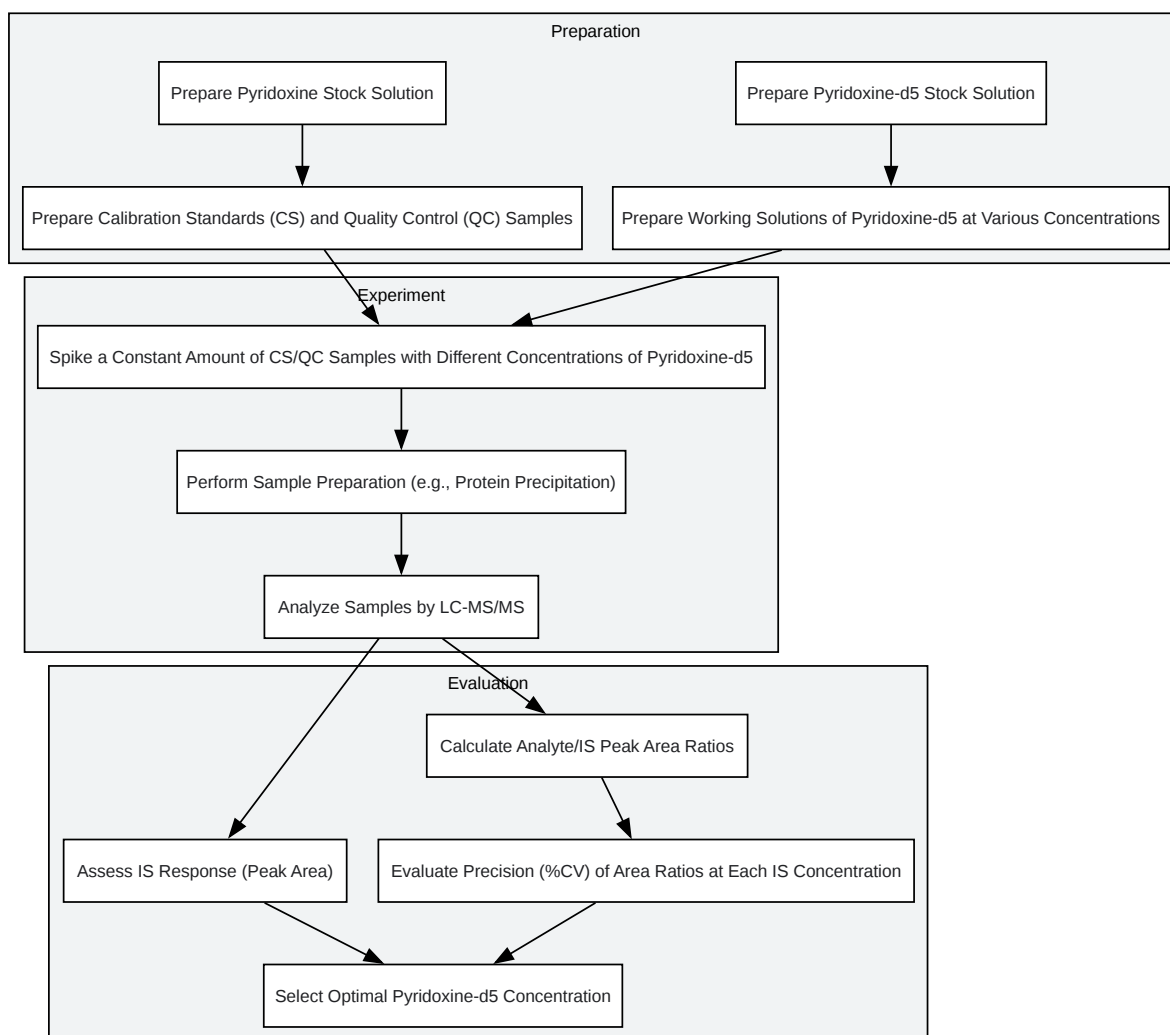 Preparation
Prepare Pyridoxine Stock Solution
Prepare Pyridoxine-d5 Stock Solution
Prepare Calibration Standards (CS) and Quality Control (QC) Samples
Prepare Working Solutions of Pyridoxine-d5 at Various Concentrations
Experiment
Spike a Constant Amount of CS/QC Samples with Different Concentrations of Pyridoxine-d5
Perform Sample Preparation (e.g., Protein Precipitation)
Analyze Samples by LC-MS/MS
Evaluation
Calculate Analyte/IS Peak Area Ratios
Assess IS Response (Peak Area)
Evaluate Precision (%CV) of Area Ratios at Each IS Concentration
Select Optimal Pyridoxine-d5 Concentration